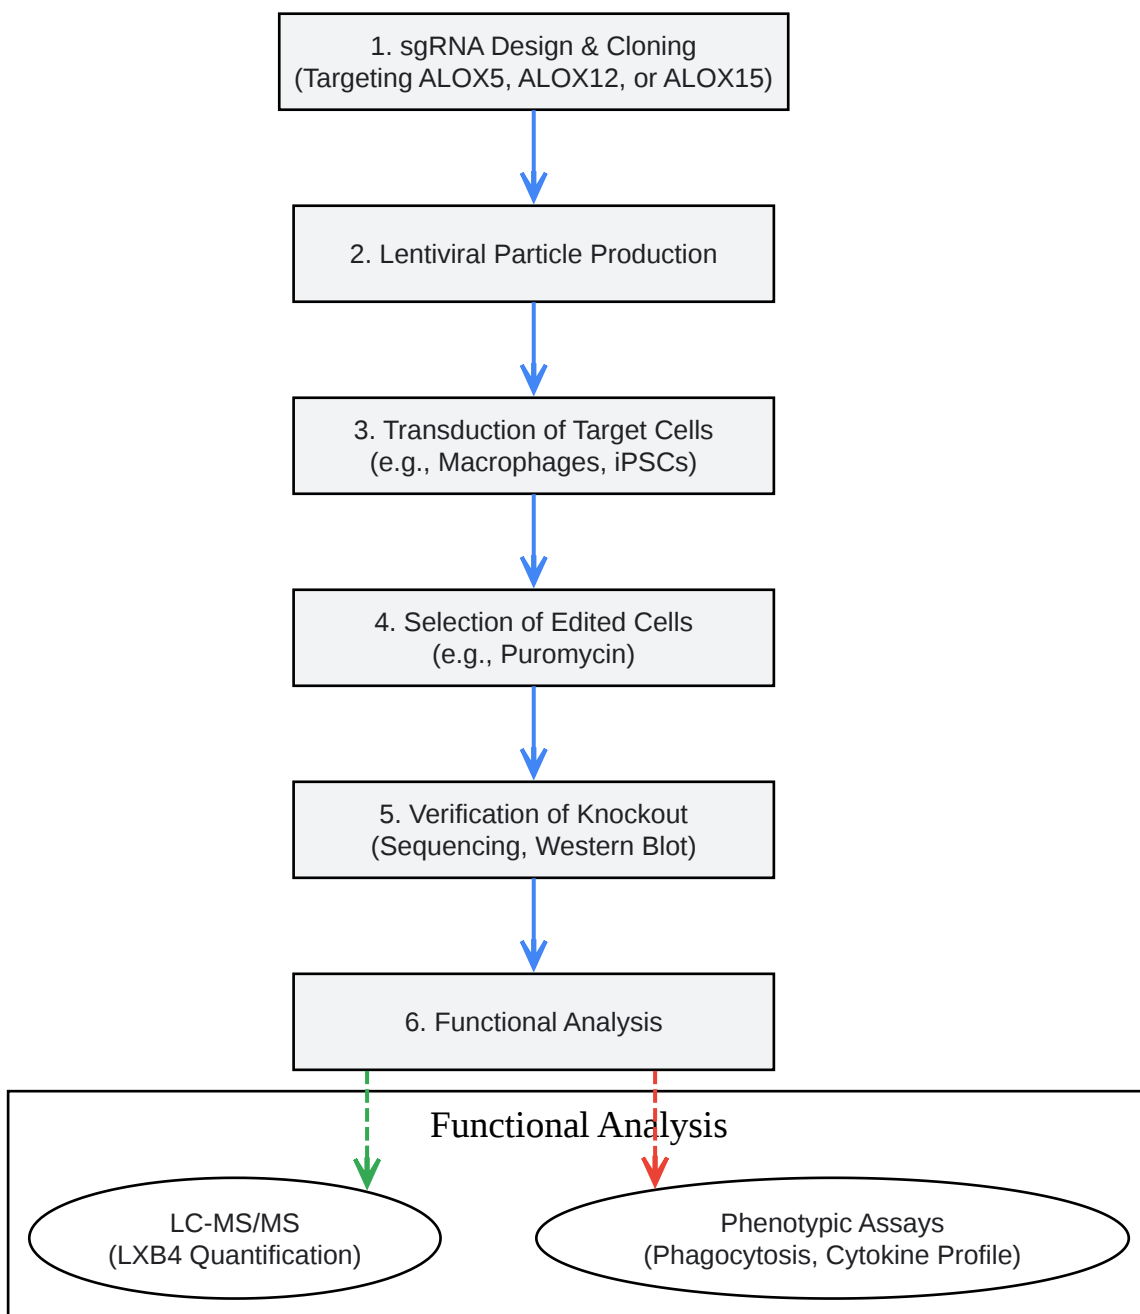 1. sgRNA Design & Cloning
(Targeting ALOX5, ALOX12, or ALOX15)
2. Lentiviral Particle Production
3. Transduction of Target Cells
(e.g., Macrophages, iPSCs)
4. Selection of Edited Cells
(e.g., Puromycin)
5. Verification of Knockout
(Sequencing, Western Blot)
6. Functional Analysis
Functional Analysis
LC-MS/MS
(LXB4 Quantification)
Phenotypic Assays
(Phagocytosis, Cytokine Profile)